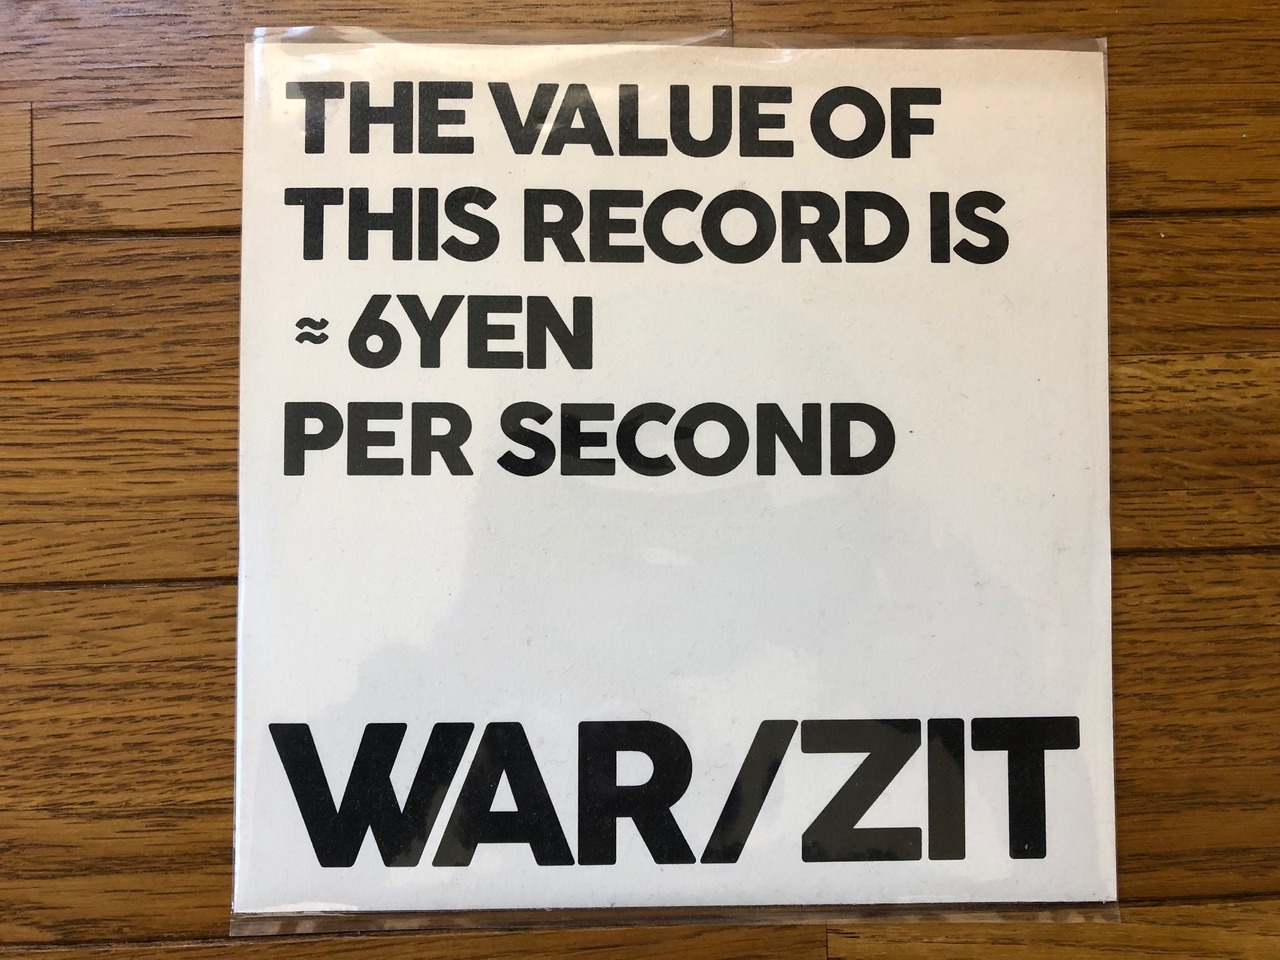 THE VALUE OF
THIS RECORD IS
≈ 6YEN
PER SECOND
WAR/ZIT